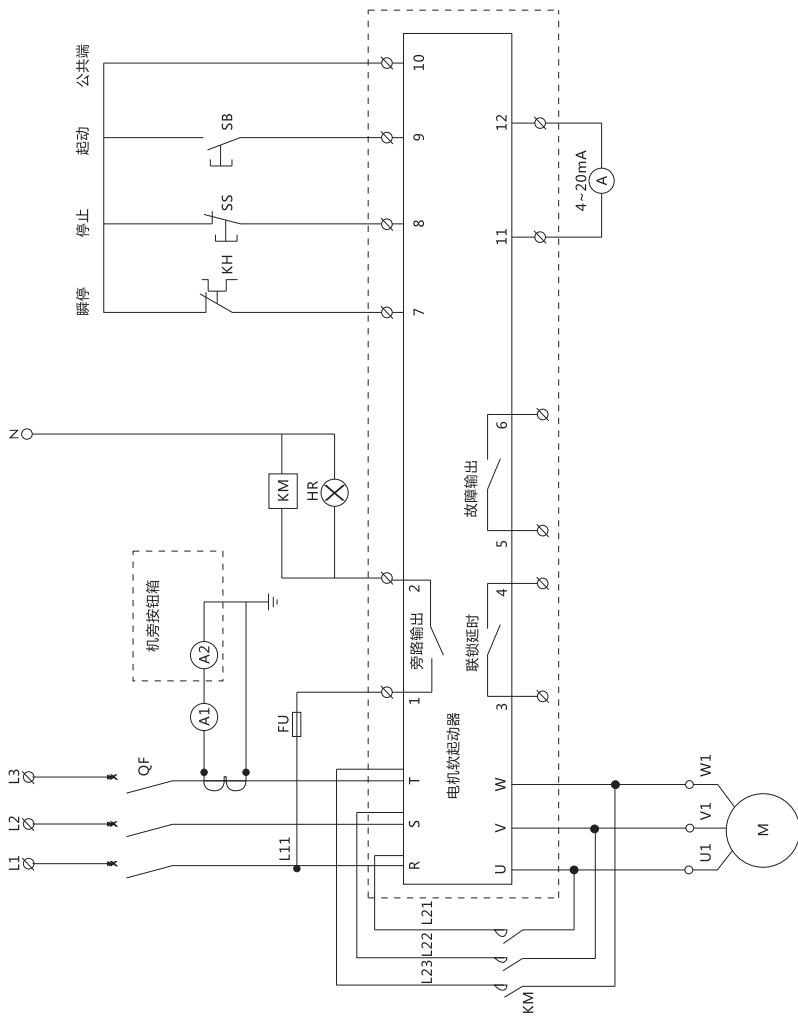 L1
L2
L3
N
瞬停
停止
起动
公共端
QF
机旁按钮箱
A1
A2
KH
SS
SB
L11
FU
KM
HR
R
S
T
1
旁路输出
2
7
8
9
10
L23
L22
L21
电机软起动器
联锁延时
故障输出
U
V
W
3
4
5
6
11
12
KM
4~20mA
A
U1
V1
W1
M